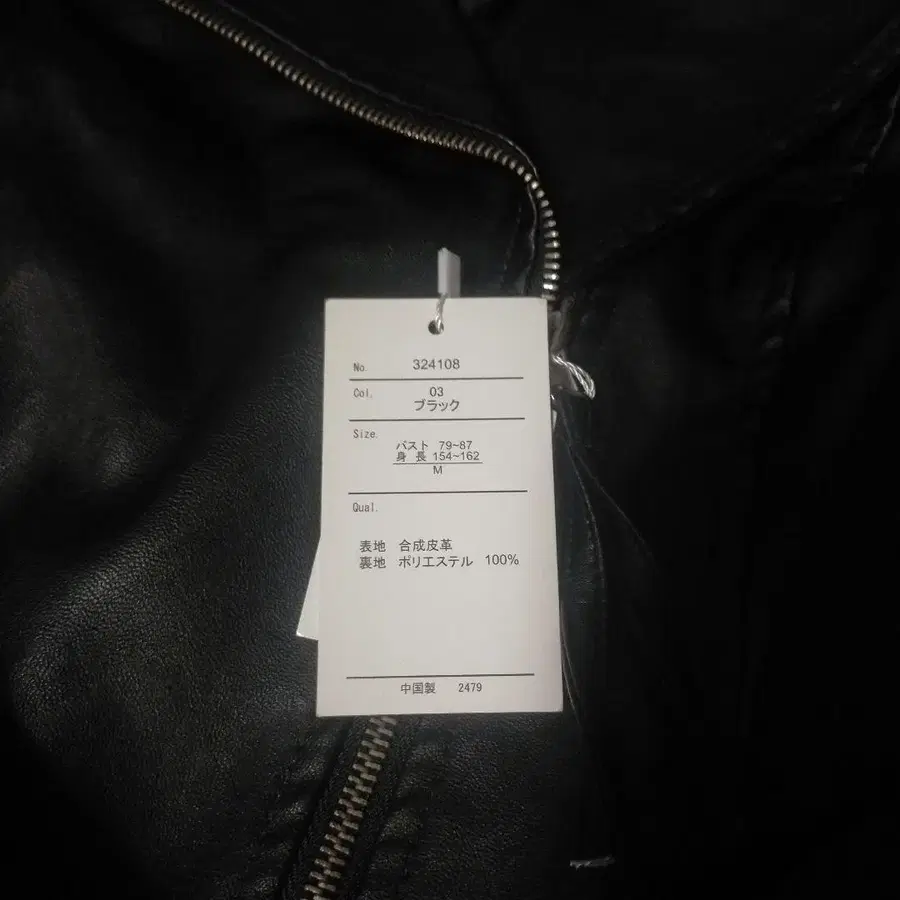 No. 324108
Col. 03
ブラック
Size.
バスト 79~87
身長 154~162
M
Qual.
表地 合成皮革
裏地 ポリエステル 100%
中国製 2479